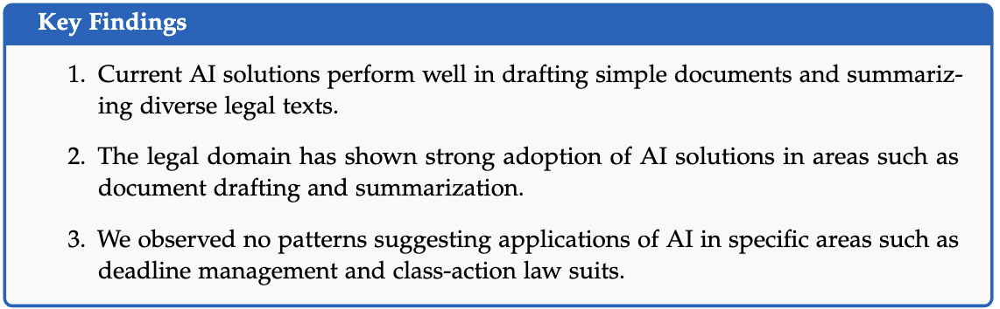 Key Findings
1. Current AI solutions perform well in drafting simple documents and summariz-
ing diverse legal texts.
2. The legal domain has shown strong adoption of AI solutions in areas such as
document drafting and summarization.
3. We observed no patterns suggesting applications of AI in specific areas such as
deadline management and class-action law suits.